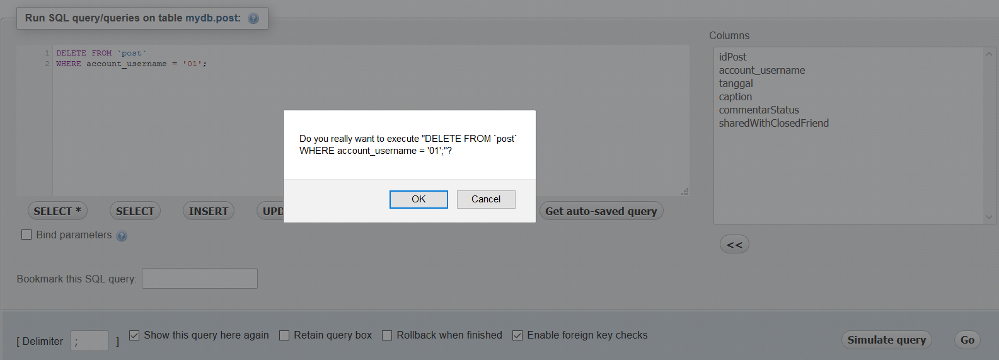 Run SQL query/queries on table mydb.post:
1 DELETE FROM `post`
2 WHERE account_username = '01';
Columns
idPost
account_username
tanggal
caption
commentarStatus
sharedWithClosedFriend
Do you really want to execute "DELETE FROM `post`
WHERE account_username = '01';"?
OK Cancel
SELECT * SELECT INSERT UPD Get auto-saved query
<<
Bind parameters
Bookmark this SQL query:
[ Delimiter ; ] Show this query here again Retain query box Rollback when finished Enable foreign key checks Simulate query Go